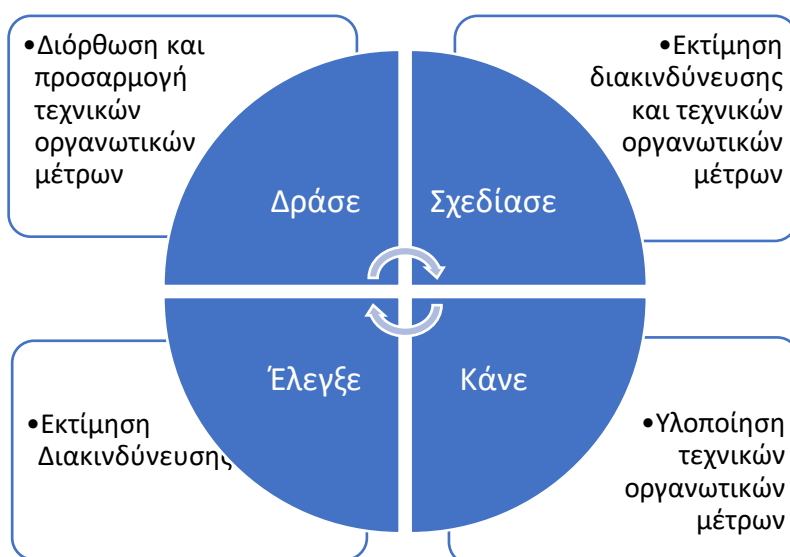 •Διόρθωση και
προσαρμογή
τεχνικών
οργανωτικών
μέτρων
•Εκτίμηση
διακινδύνευσης
και τεχνικών
οργανωτικών
μέτρων
Δράσε
Σχεδίασε
Έλεγξε
Κάνε
•Εκτίμηση
Διακινδύνευσης
•Υλοποίηση
τεχνικών
οργανωτικών
μέτρων